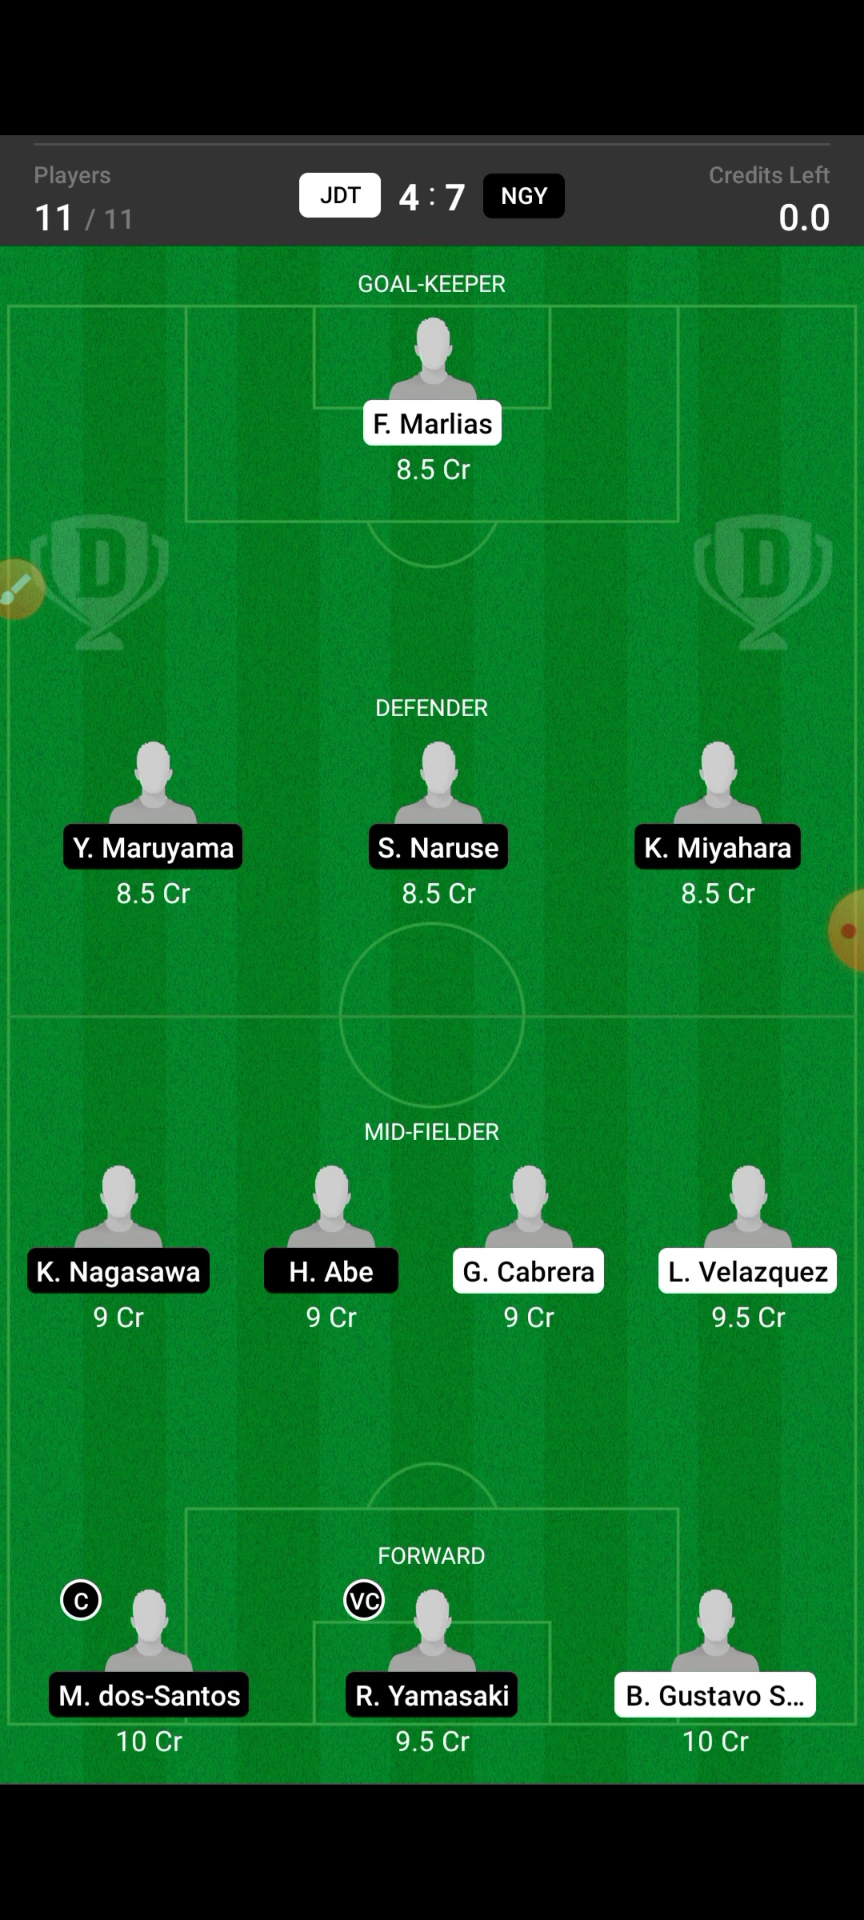 Players
Credits Left
JDT 4 : 7 NGY
11 / 11
0.0
GOAL-KEEPER
F. Marlias
8.5 Cr
D D
DEFENDER
Y. Maruyama S. Naruse K. Miyahara
8.5 Cr 8.5 Cr 8.5 Cr
MID-FIELDER
K. Nagasawa H. Abe G. Cabrera L. Velazquez
9 Cr 9 Cr 9 Cr 9.5 Cr
FORWARD
C VC
M. dos-Santos R. Yamasaki B. Gustavo S...
10 Cr 9.5 Cr 10 Cr